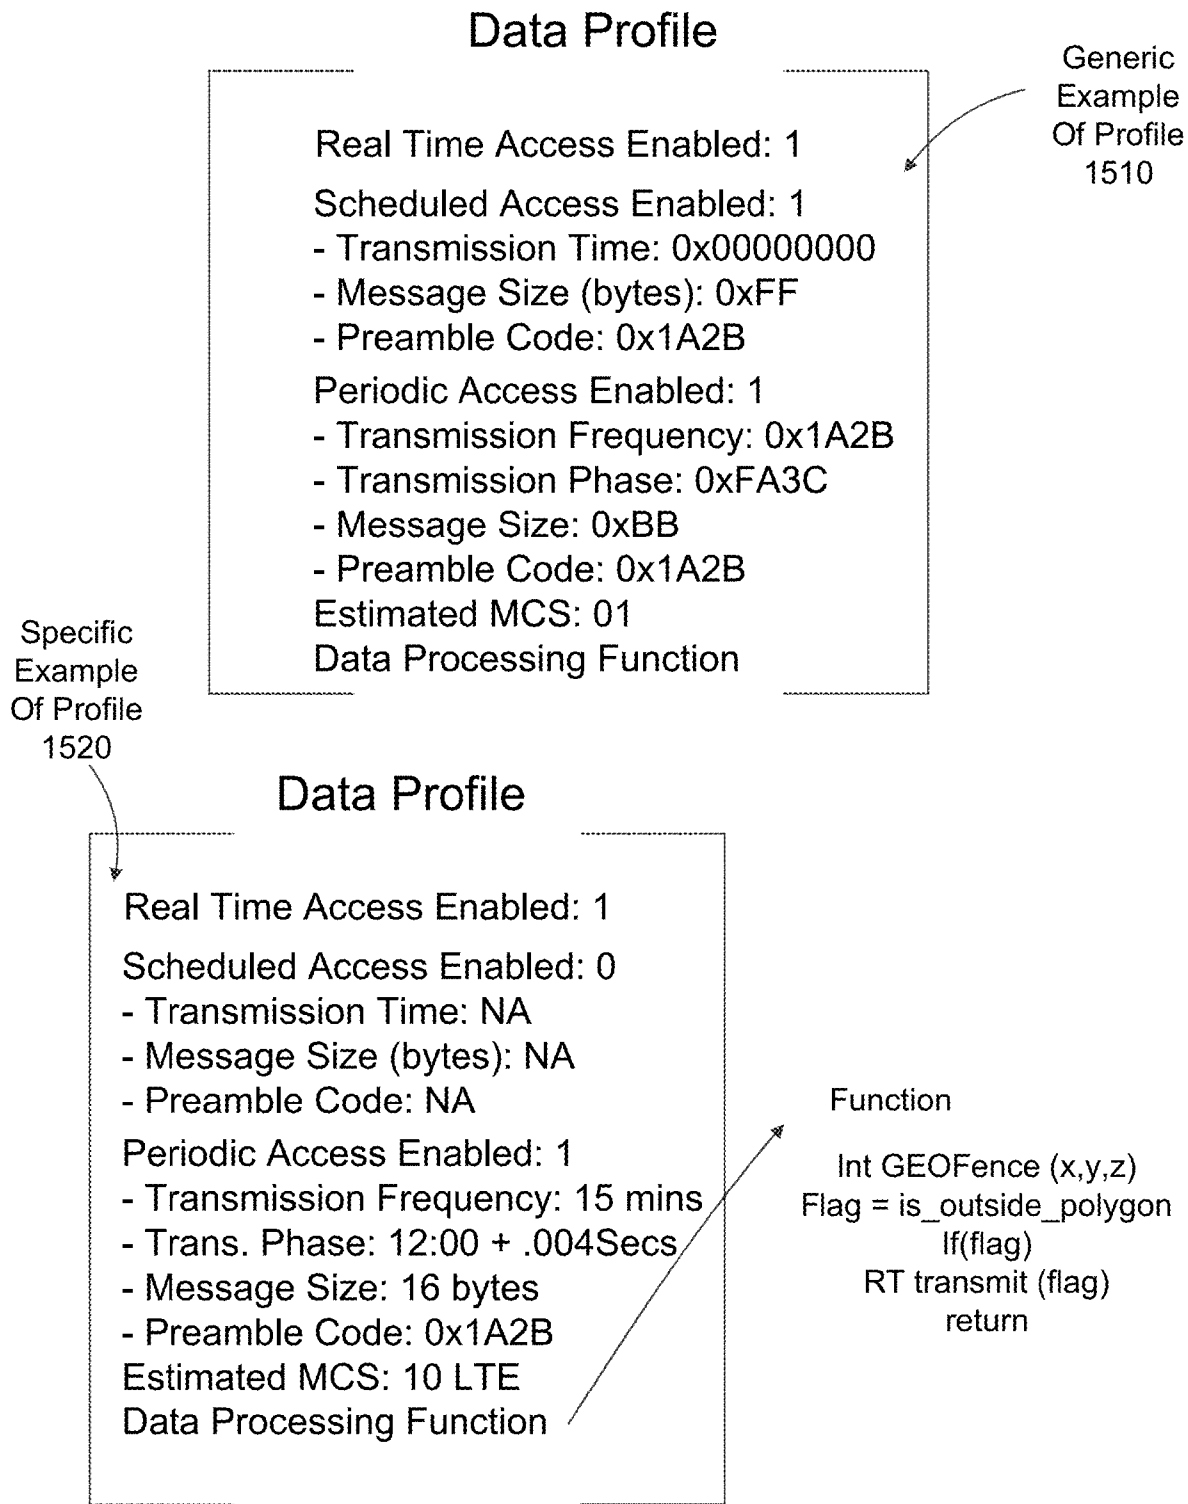 Data Profile
Generic
Example
Of Profile
1510
Real Time Access Enabled: 1
Scheduled Access Enabled: 1
- Transmission Time: 0x00000000
- Message Size (bytes): 0xFF
- Preamble Code: 0x1A2B
Periodic Access Enabled: 1
- Transmission Frequency: 0x1A2B
- Transmission Phase: 0xFA3C
- Message Size: 0xBB
- Preamble Code: 0x1A2B
Estimated MCS: 01
Data Processing Function
Specific
Example
Of Profile
1520
Data Profile
Real Time Access Enabled: 1
Scheduled Access Enabled: 0
- Transmission Time: NA
- Message Size (bytes): NA
- Preamble Code: NA
Periodic Access Enabled: 1
- Transmission Frequency: 15 mins
- Trans. Phase: 12:00 + .004Secs
- Message Size: 16 bytes
- Preamble Code: 0x1A2B
Estimated MCS: 10 LTE
Data Processing Function
Function
Int GEOFence (x,y,z)
Flag = is_outside_polygon
If(flag)
RT transmit (flag)
return